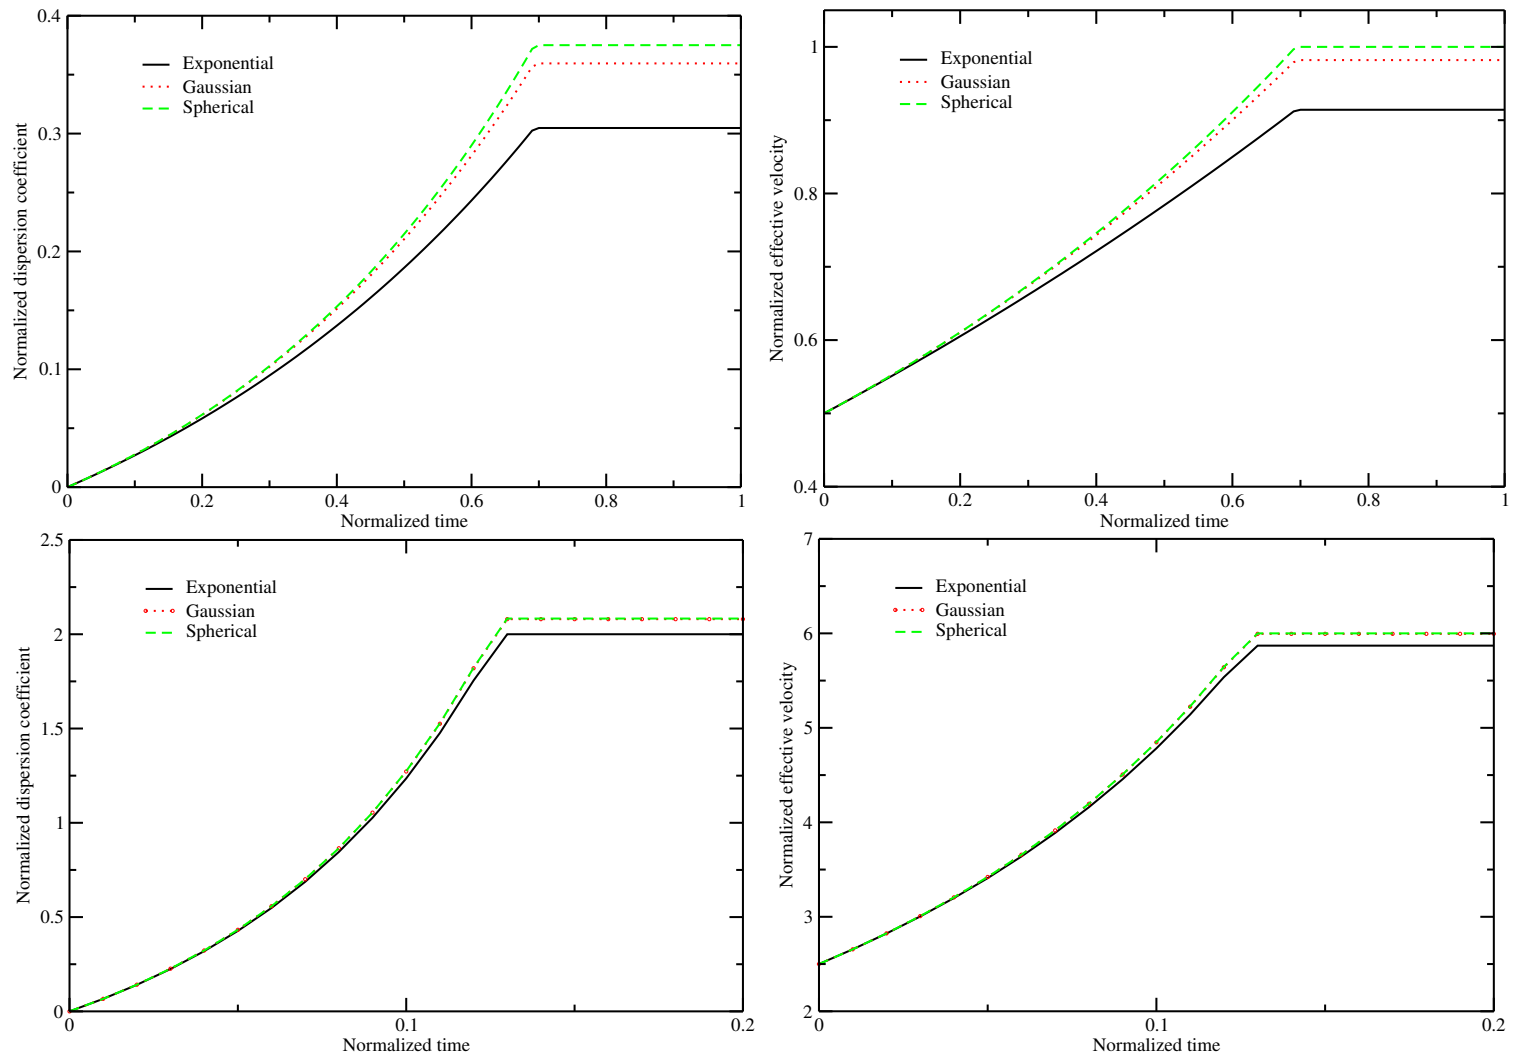 Normalized dispersion coefficient
0.4
0.3
0.2
0.1
0
Exponential
Gaussian
Spherical
0 0.2 0.4 0.6 0.8 1
Normalized time
Normalized effective velocity
1
0.8
0.6
0.4
Exponential
Gaussian
Spherical
0 0.2 0.4 0.6 0.8 1
Normalized time
Normalized dispersion coefficient
2.5
2
1.5
1
0.5
0
Exponential
Gaussian
Spherical
0 0.1 0.2
Normalized time
Normalized effective velocity
7
6
5
4
3
2
Exponential
Gaussian
Spherical
0 0.1 0.2
Normalized time